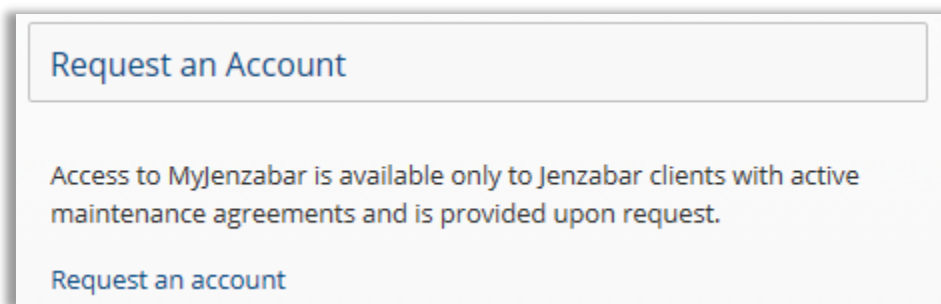 Request an Account
Access to MyJenzabar is available only to Jenzabar clients with active
maintenance agreements and is provided upon request.
Request an account